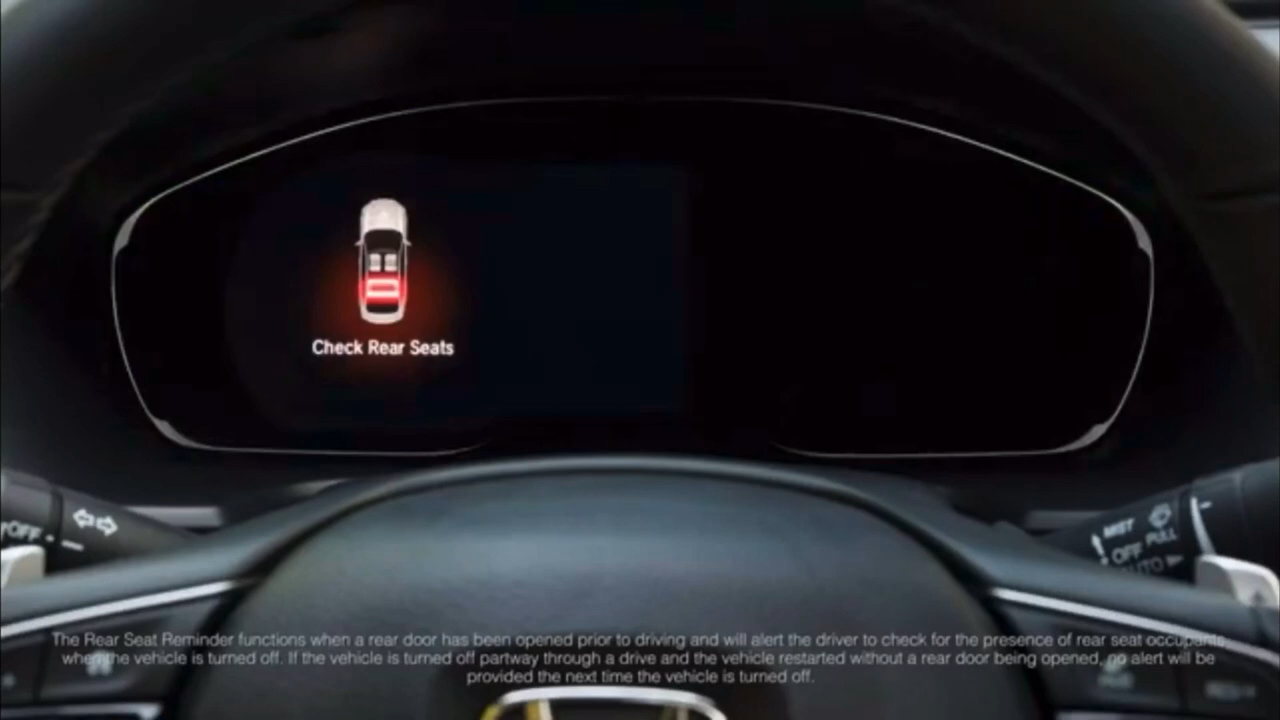 Check Rear Seats
OFF
MIST
OFF PULL
AUTO
The Rear Seat Reminder functions when a rear door has been opened prior to driving and will alert the driver to check for the presence of rear seat occupants
when the vehicle is turned off. If the vehicle is turned off partway through a drive and the vehicle restarted without a rear door being opened, no alert will be
provided the next time the vehicle is turned off.